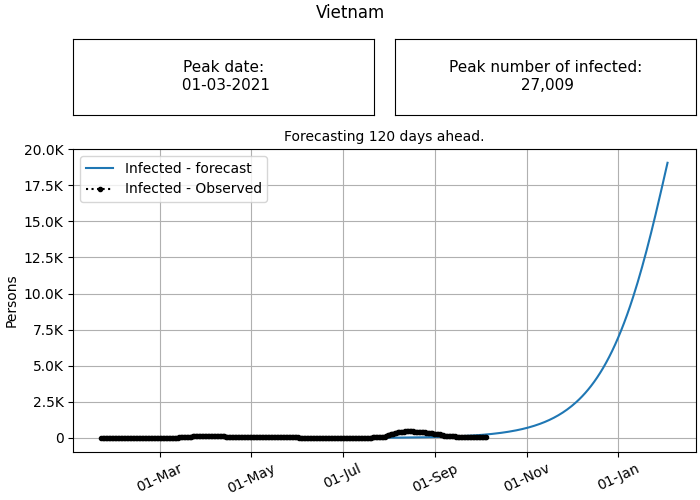 Vietnam
Peak date:
01-03-2021
Peak number of infected:
27,009
Forecasting 120 days ahead.
20.0K
17.5K
15.0K
12.5K
10.0K
7.5K
5.0K
2.5K
0
Persons
Infected - forecast
Infected - Observed
01-Mar
01-May
01-Jul
01-Sep
01-Nov
01-Jan